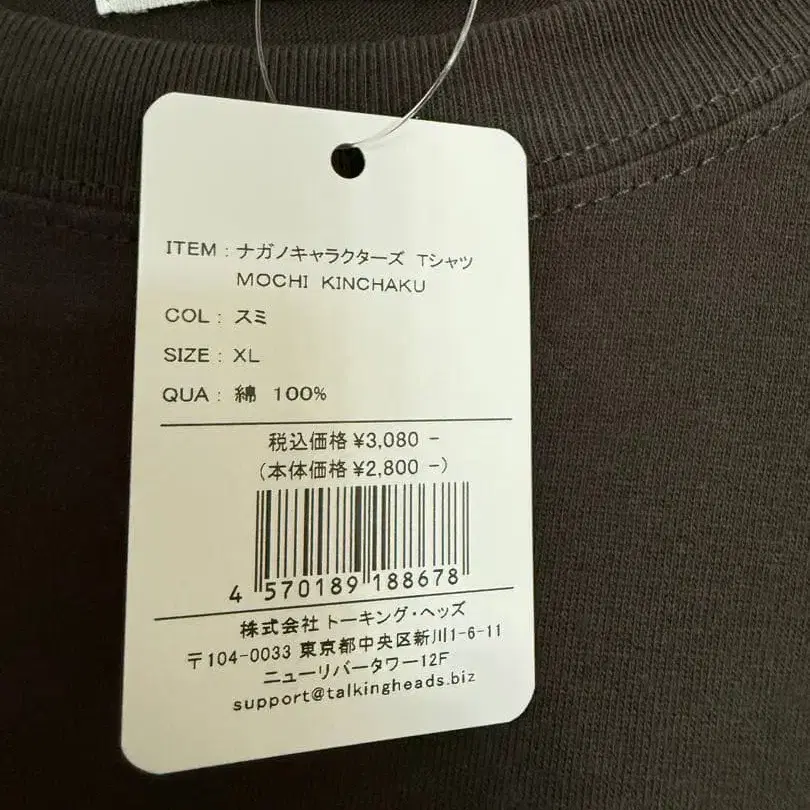 ITEM : ナガノキャラクターズ Tシャツ
MOCHI KINCHAKU
COL : スミ
SIZE : XL
QUA : 綿 100%
税込価格 ¥3,080 -
(本体価格 ¥2,800 -)
4 570189 188678
株式会社 トーキング・ヘッズ
〒104-0033 東京都中央区新川1-6-11
ニューリバータワー12F
support@talkingheads.biz